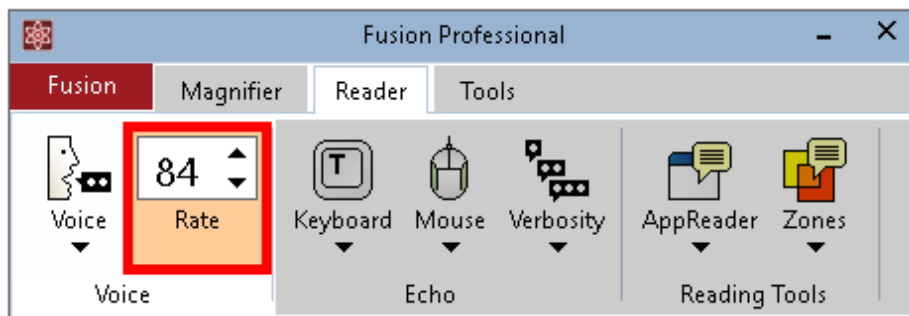 Fusion Professional
Fusion Magnifier Reader Tools
84
T
Voice Rate Keyboard Mouse Verbosity AppReader Zones
Voice Echo Reading Tools